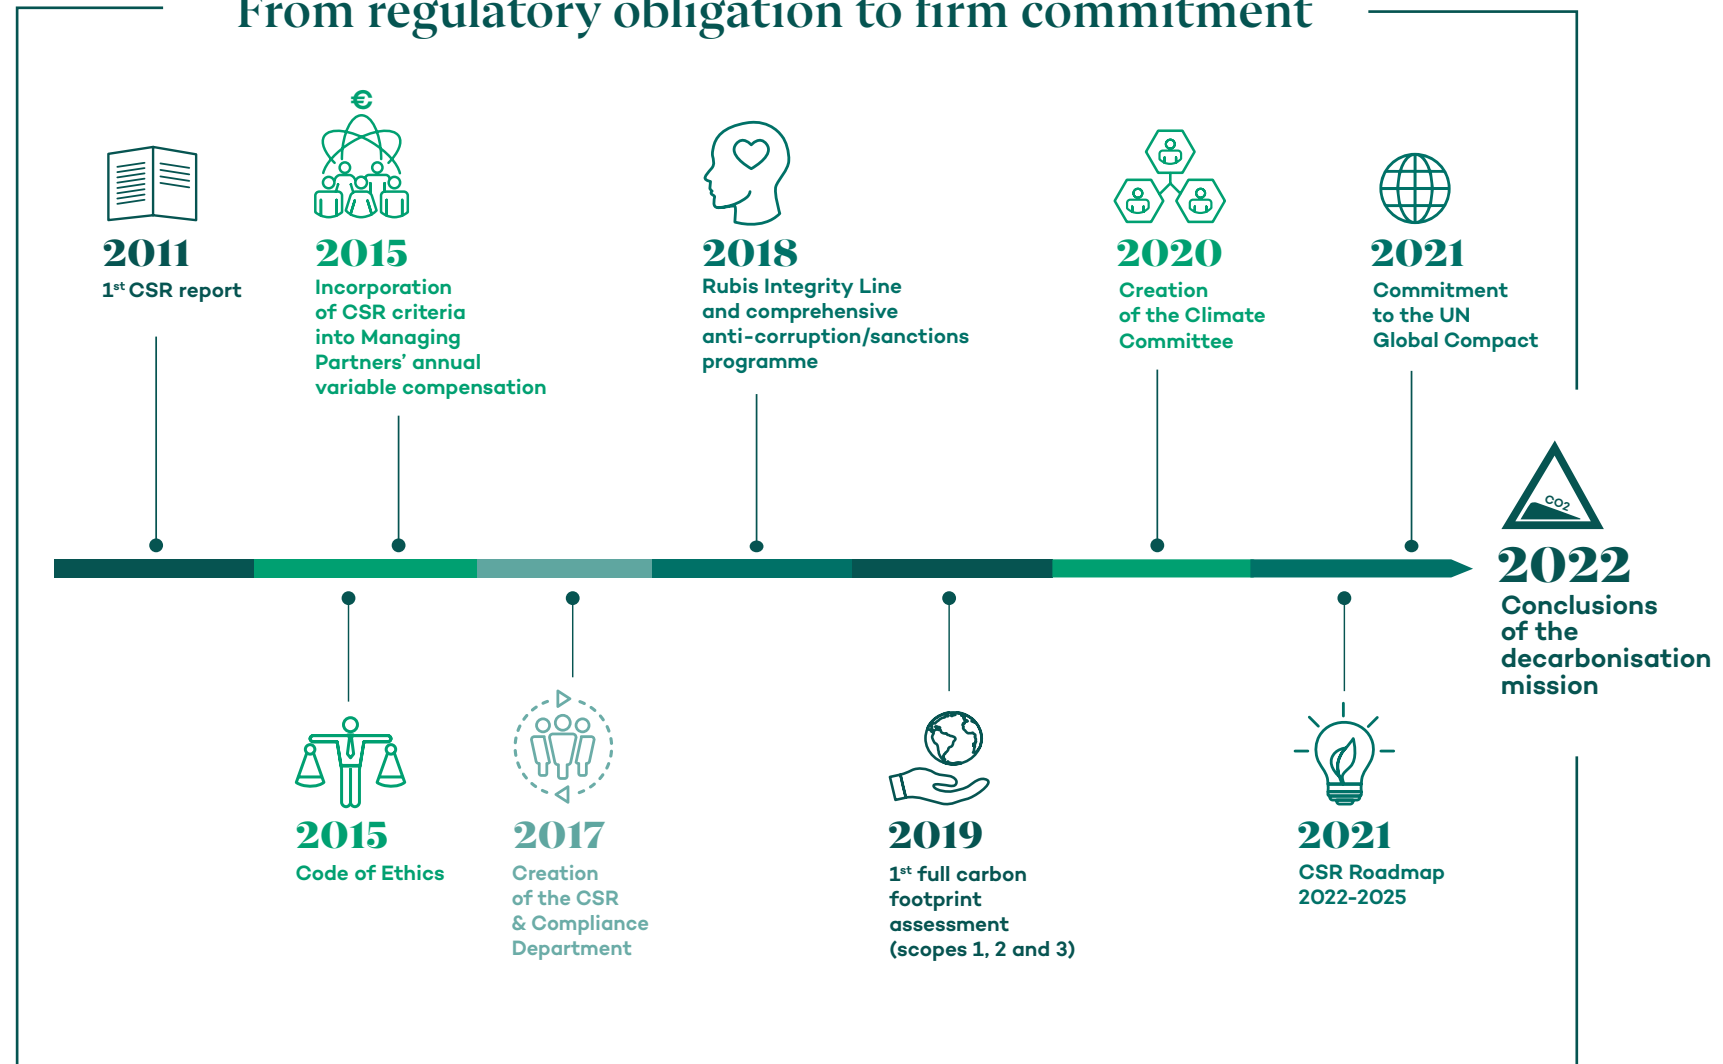 From regulatory obligation to firm commitment
€
2011
1st CSR report
2015
Incorporation
of CSR criteria
into Managing
Partners’ annual
variable compensation
2018
Rubis Integrity Line
and comprehensive
anti-corruption/sanctions
programme
2020
Creation
of the Climate
Committee
2021
Commitment
to the UN
Global Compact
CO2
2022
Conclusions
of the
decarbonisation
mission
2015
Code of Ethics
2017
Creation
of the CSR
& Compliance
Department
2019
1st full carbon
footprint
assessment
(scopes 1, 2 and 3)
2021
CSR Roadmap
2022-2025